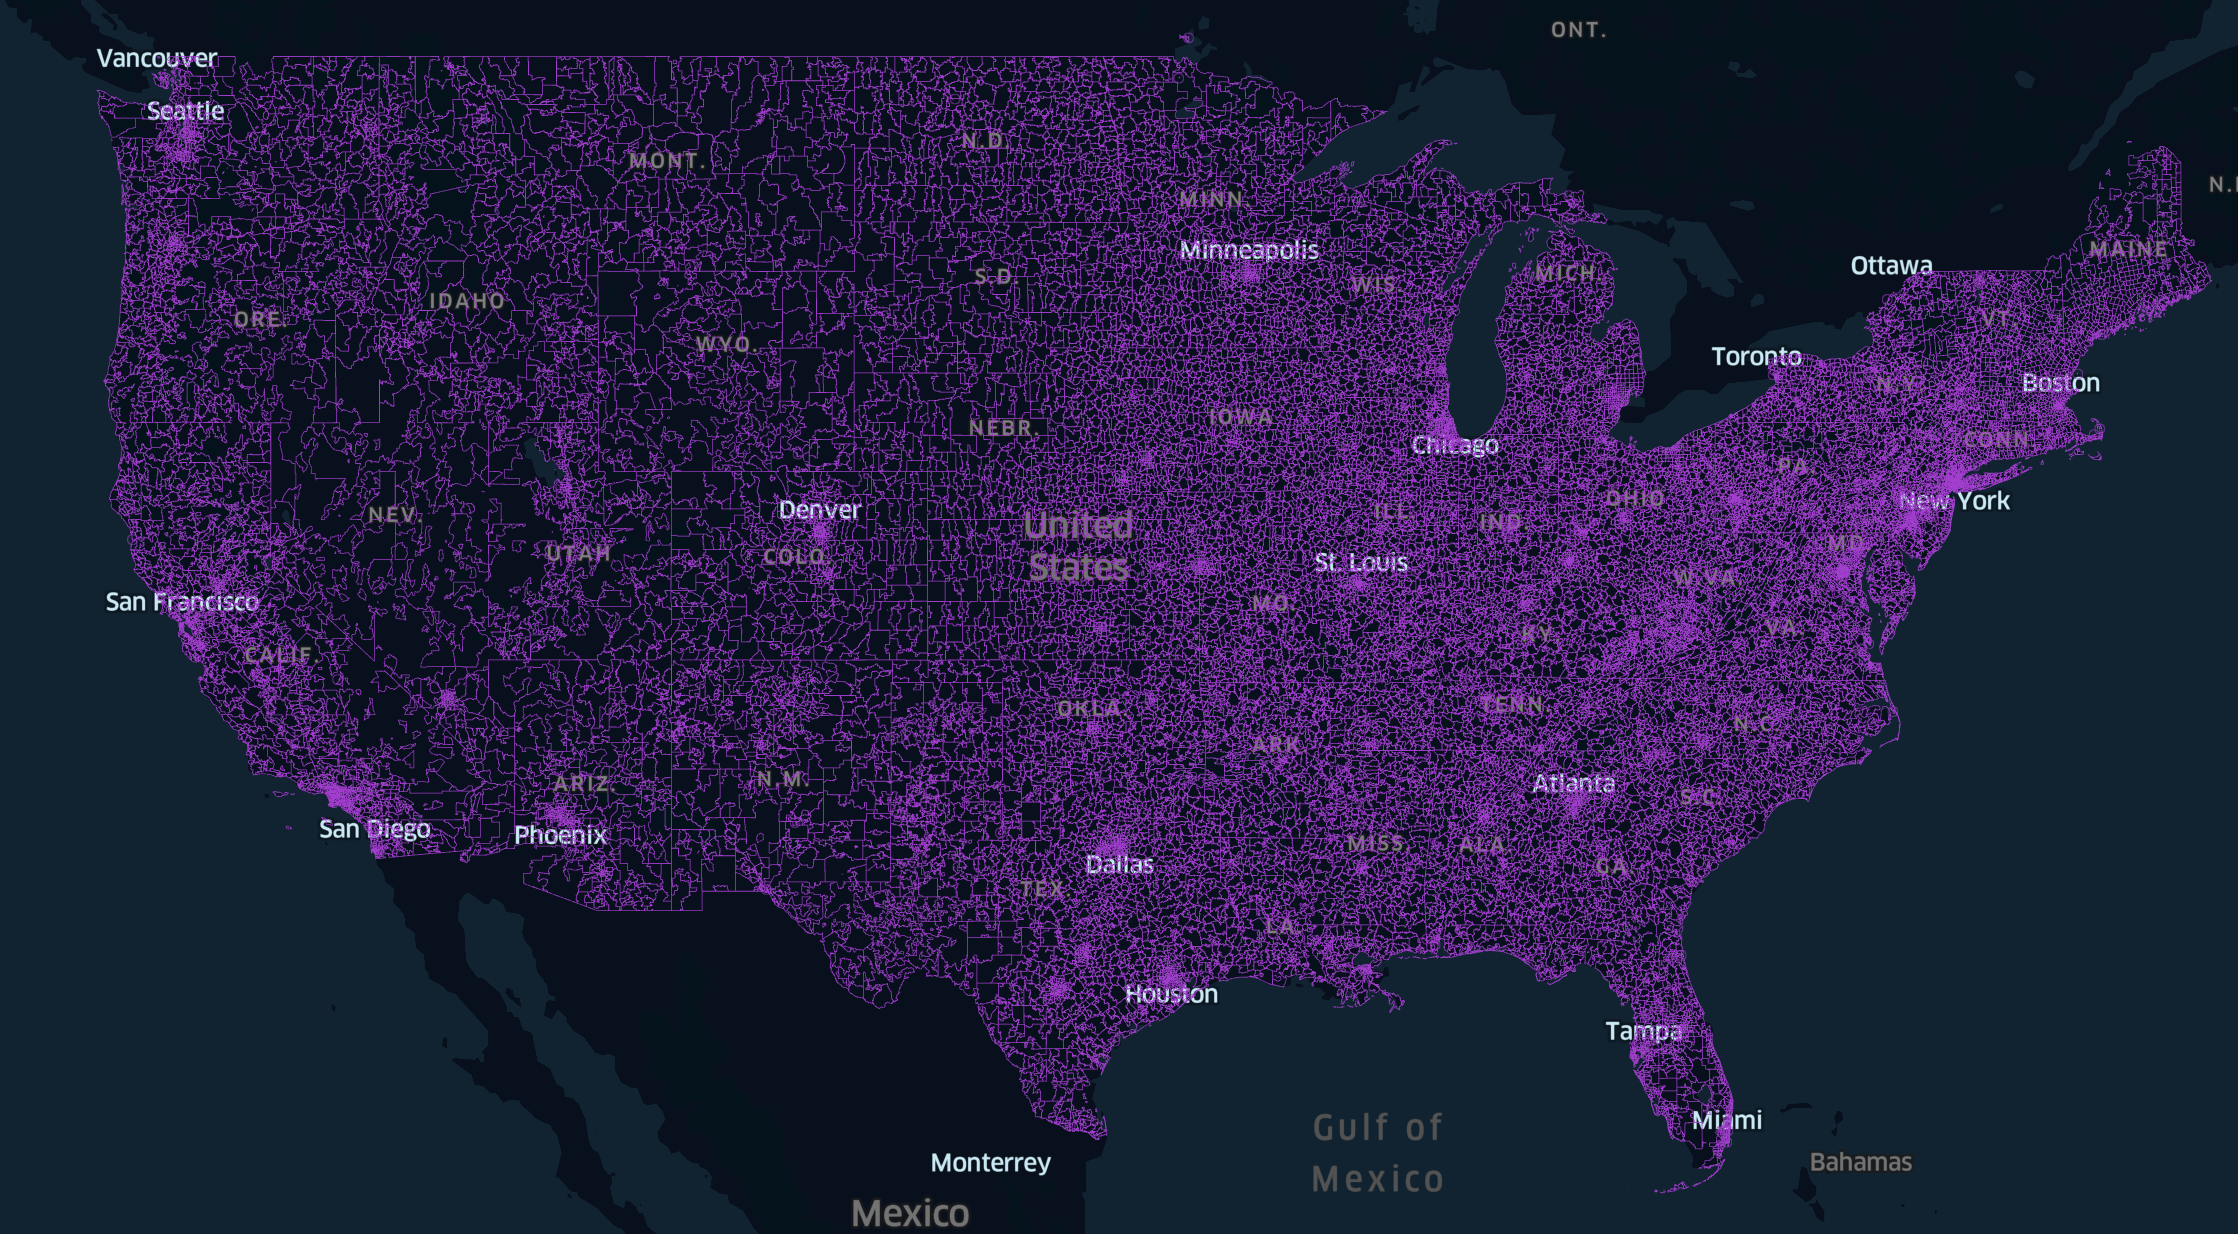 ONT.
Vancouver
Seattle
N.D.
MONT.
N.
MINN.
Minneapolis
MAINE
Ottawa
MICH.
S.D.
WIS.
IDAHO
ORE.
VT.
WYO.
Toronto
N.Y.
Boston
IOWA
NEBR.
CONN.
Chicago
PA.
OHIO
New York
Denver
NEV.
ILL.
IND.
United
States
MD.
UTAH
COLO.
St. Louis
W.VA.
San Francisco
MO.
KY.
VA.
CALIF.
OKLA.
TENN.
N.C.
ARK.
ARIZ.
N.M.
Atlanta
S.C.
San Diego
Phoenix
MISS.
ALA.
Dallas
GA.
TEX.
LA.
Houston
Tampa
Miami
Gulf of
Mexico
Monterrey
Bahamas
Mexico